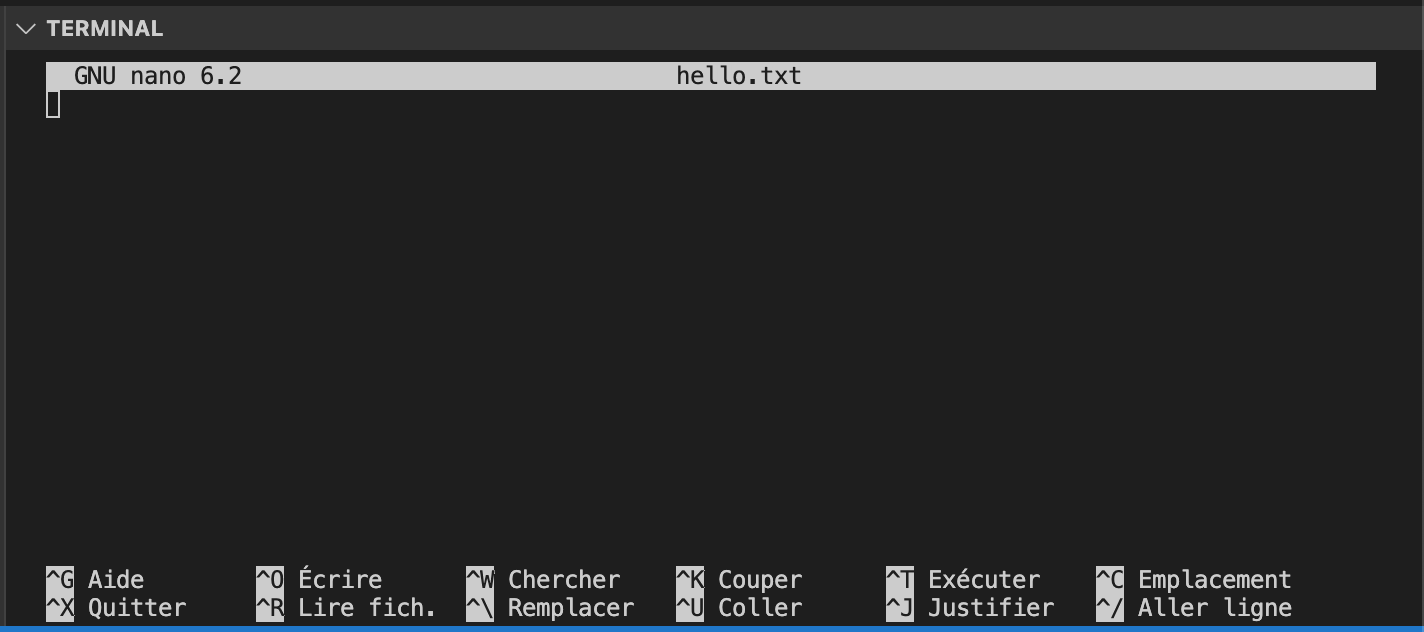 TERMINAL
GNU nano 6.2 hello.txt
^G Aide ^O Écrire ^W Chercher ^K Couper ^T Exécuter ^C Emplacement
^X Quitter ^R Lire fich. ^\ Remplacer ^U Coller ^J Justifier ^/ Aller ligne